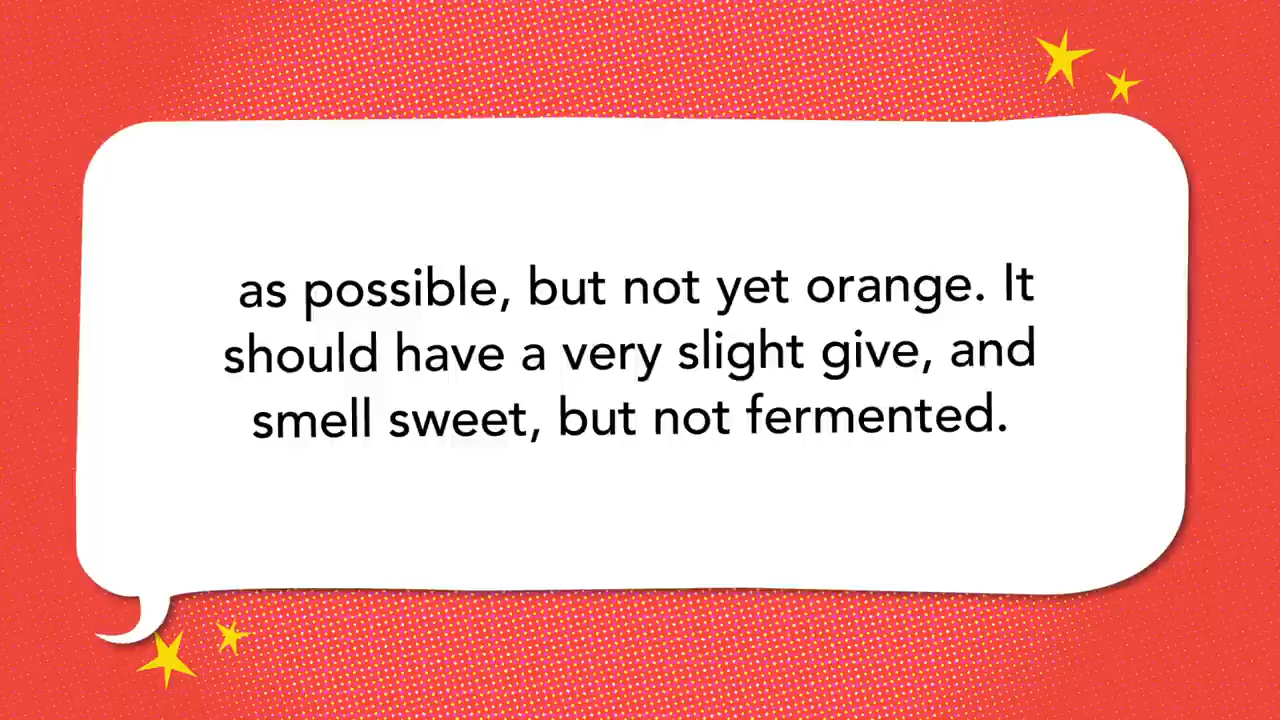 as possible, but not yet orange. It
should have a very slight give, and
smell sweet, but not fermented.